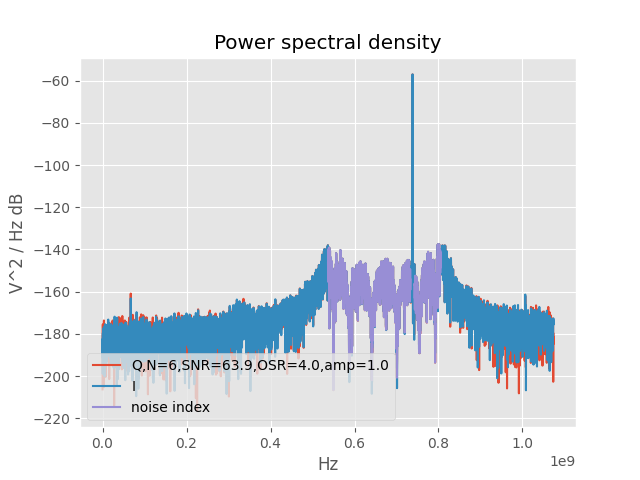 Power spectral density
V^2 / Hz dB
−60
−80
−100
−120
−140
−160
−180
−200
−220
Q,N=6,SNR=63.9,OSR=4.0,amp=1.0
I
noise index
0.0 0.2 0.4 0.6 0.8 1.0
1e9
Hz